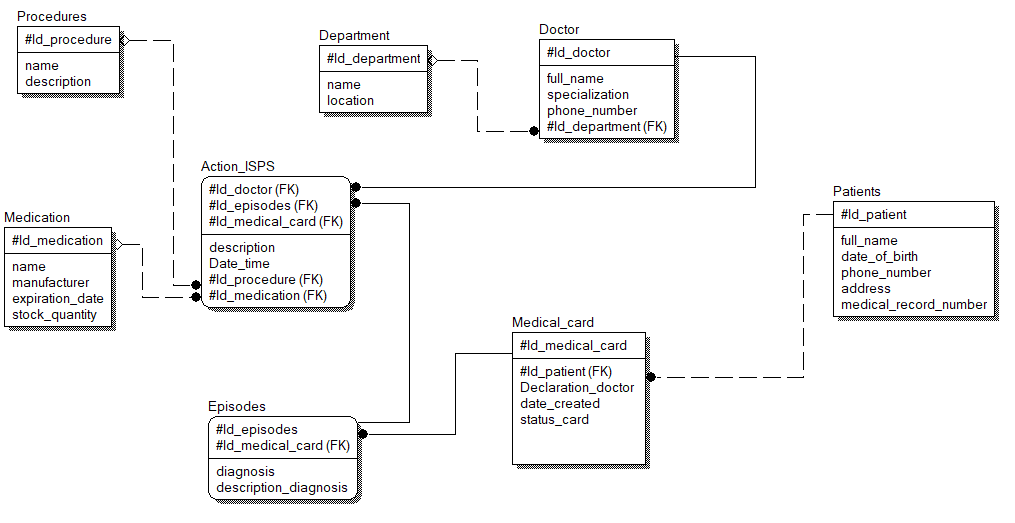 Procedures
#Id_procedure
name
description
Department
#Id_department
name
location
Doctor
#Id_doctor
full_name
specialization
phone_number
#Id_department (FK)
Action_ISPS
#Id_doctor (FK)
#Id_episodes (FK)
#Id_medical_card (FK)
description
Date_time
#Id_procedure (FK)
#Id_medication (FK)
Medication
#Id_medication
name
manufacturer
expiration_date
stock_quantity
Patients
#Id_patient
full_name
date_of_birth
phone_number
address
medical_record_number
Medical_card
#Id_medical_card
#Id_patient (FK)
Declaration_doctor
date_created
status_card
Episodes
#Id_episodes
#Id_medical_card (FK)
diagnosis
description_diagnosis